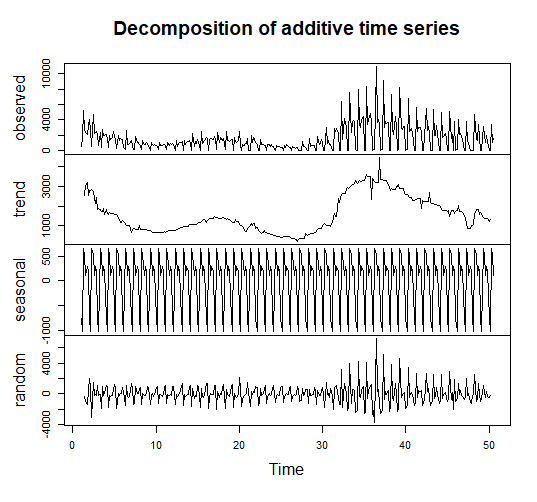 Decomposition of additive time series
observed
0 4000 10000
trend
1000 3000
seasonal
-1000 0 500
random
-4000 0 4000
0 10 20 30 40 50
Time